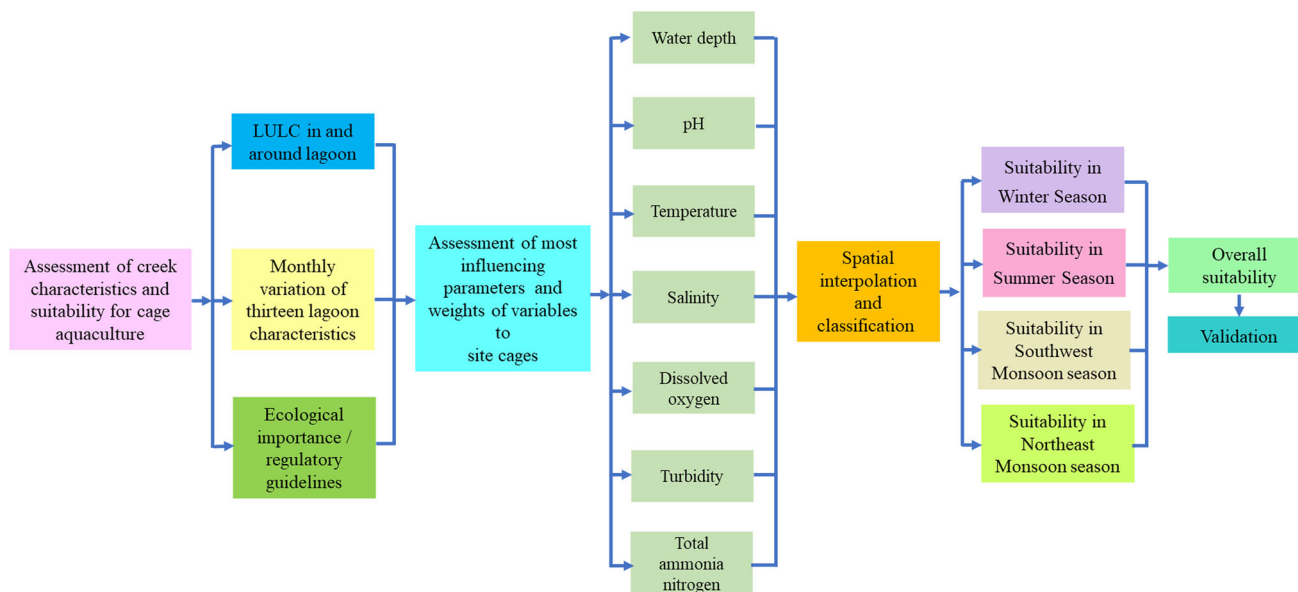 Assessment of creek
characteristics and
suitability for cage
aquaculture
LULC in and
around lagoon
Monthly
variation of
thirteen lagoon
characteristics
Ecological
importance /
regulatory
guidelines
Assessment of most
influencing
parameters and
weights of variables
to
site cages
Water depth
pH
Temperature
Salinity
Dissolved
oxygen
Turbidity
Total
ammonia
nitrogen
Spatial
interpolation
and
classification
Suitability in
Winter Season
Suitability in
Summer Season
Suitability in
Southwest
Monsoon season
Suitability in
Northeast
Monsoon season
Overall
suitability
Validation